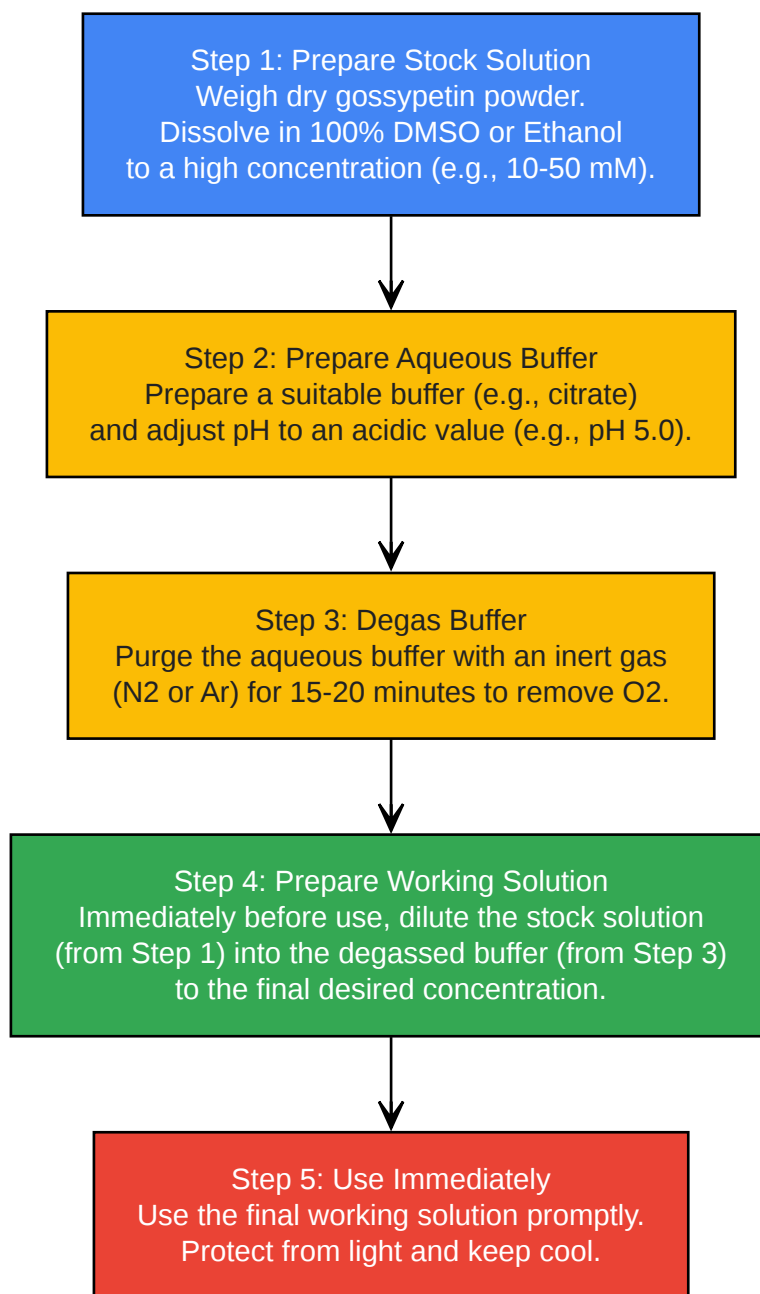 Step 1: Prepare Stock Solution
Weigh dry gossypetin powder.
Dissolve in 100% DMSO or Ethanol
to a high concentration (e.g., 10-50 mM).
Step 2: Prepare Aqueous Buffer
Prepare a suitable buffer (e.g., citrate)
and adjust pH to an acidic value (e.g., pH 5.0).
Step 3: Degas Buffer
Purge the aqueous buffer with an inert gas
(N2 or Ar) for 15-20 minutes to remove O2.
Step 4: Prepare Working Solution
Immediately before use, dilute the stock solution
(from Step 1) into the degassed buffer (from Step 3)
to the final desired concentration.
Step 5: Use Immediately
Use the final working solution promptly.
Protect from light and keep cool.